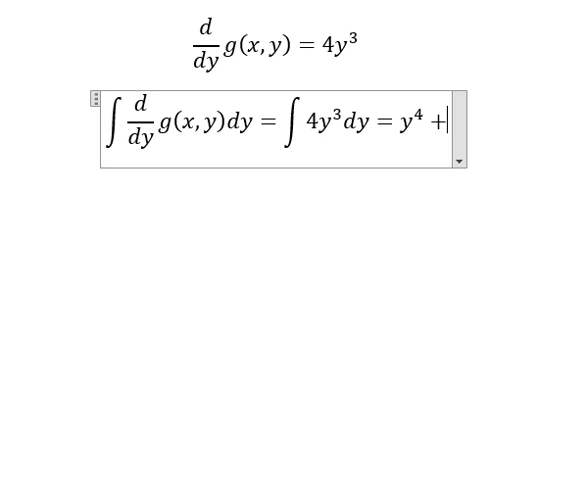 d/dy g(x, y) = 4y³
∫ d/dy g(x, y)dy = ∫ 4y³dy = y⁴ +